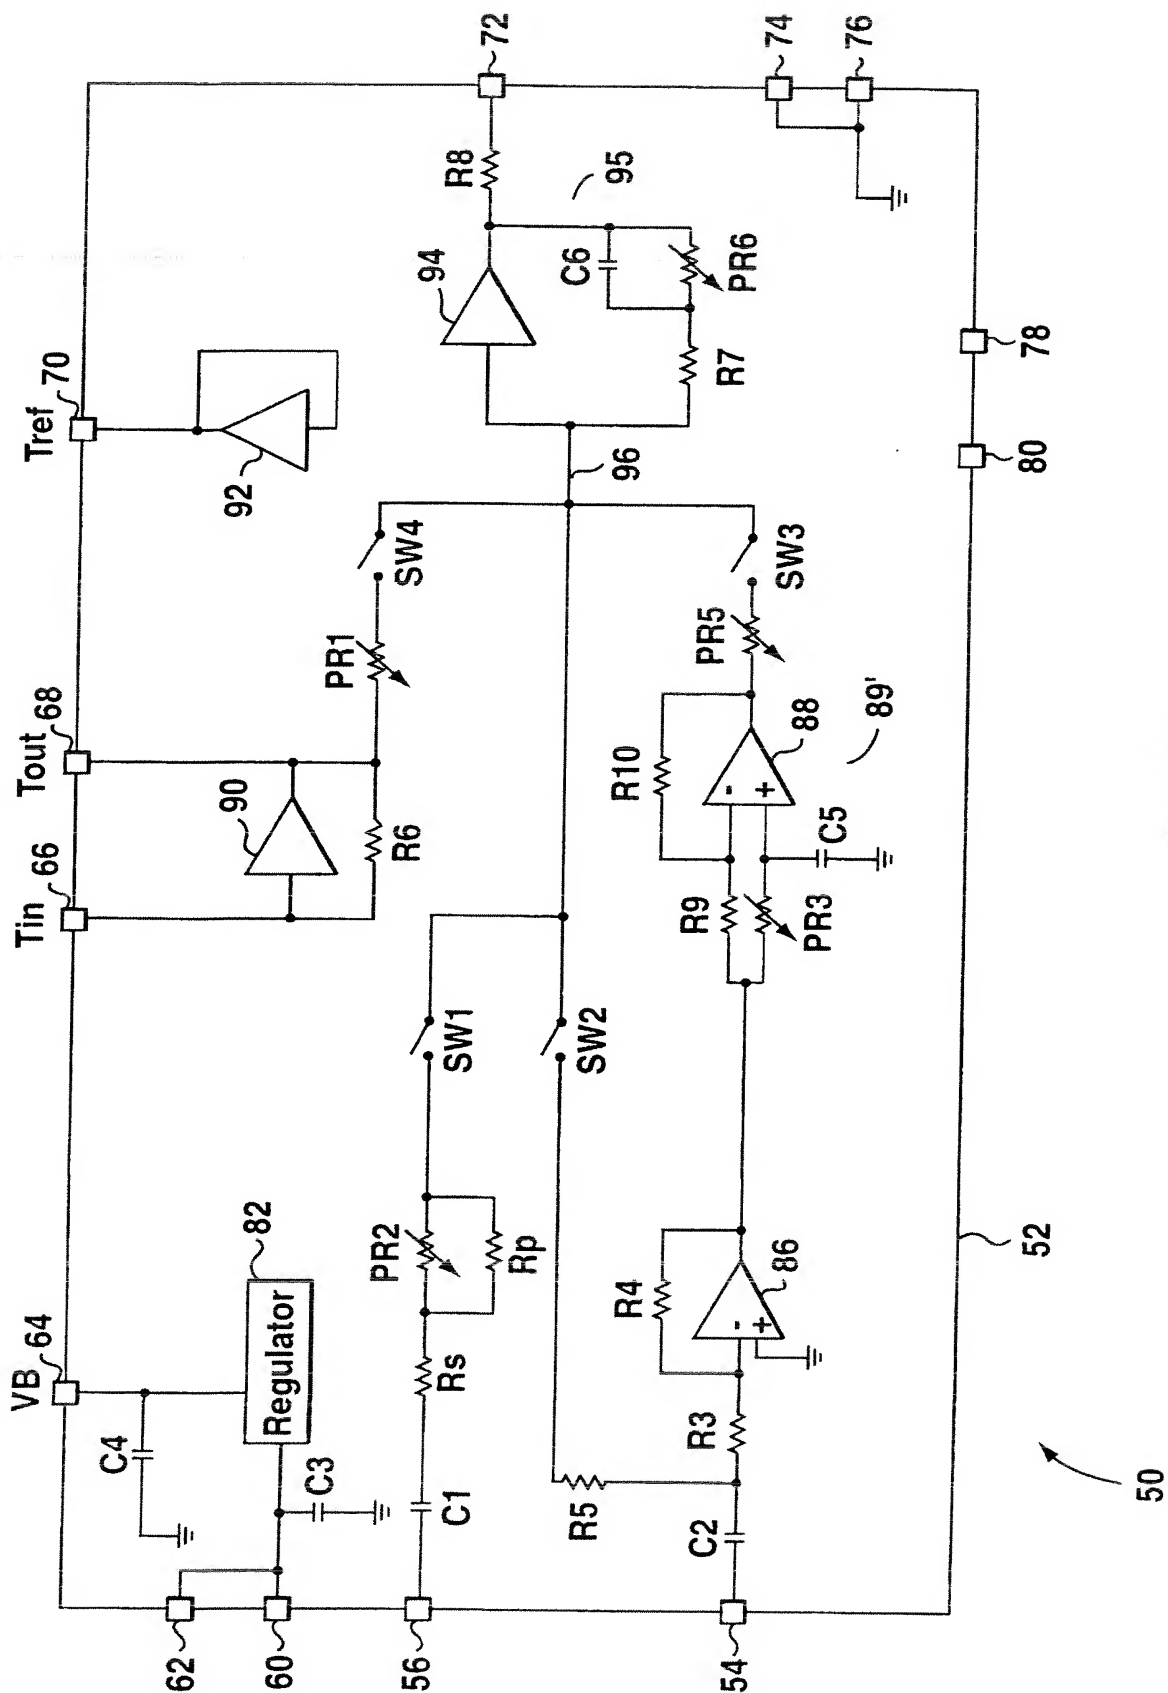 VB
64
Tin
66
Tout
68
Tref
70
72
74
76
C4
82
Regulator
62
60
C3
90
R6
92
94
R8
95
C6
PR6
R7
PR1
SW4
96
56
C1
Rs
PR2
Rp
SW1
SW2
R5
54
C2
R3
R4
-
+
86
R9
PR3
R10
-
+
88
C5
89'
PR5
SW3
80
78
52
50